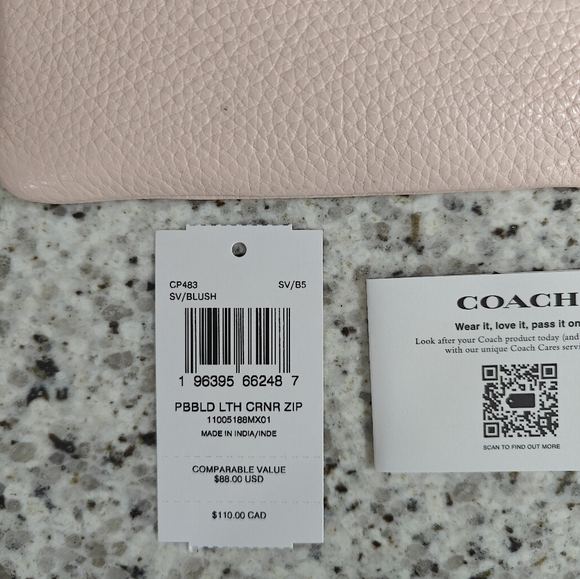 CP483 SV/B5
SV/BLUSH
1 96395 66248 7
PBBLD LTH CRNR ZIP
11005188MX01
MADE IN INDIA/INDE
COMPARABLE VALUE
$88.00 USD
$110.00 CAD
COACH
Wear it, love it, pass it on
Look after your Coach product today (and
with our unique Coach Cares servi
SCAN TO FIND OUT MORE